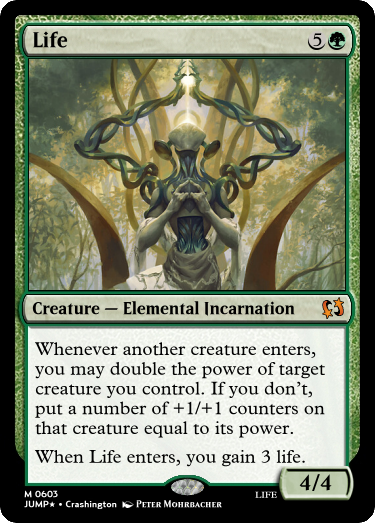 Life 5
Creature — Elemental Incarnation
Whenever another creature enters,
you may double the power of target
creature you control. If you don't,
put a number of +1/+1 counters on
that creature equal to its power.
When Life enters, you gain 3 life.
4/4
M 0603
JUMP★ • Crashington Peter Mohrbacher
LIFE